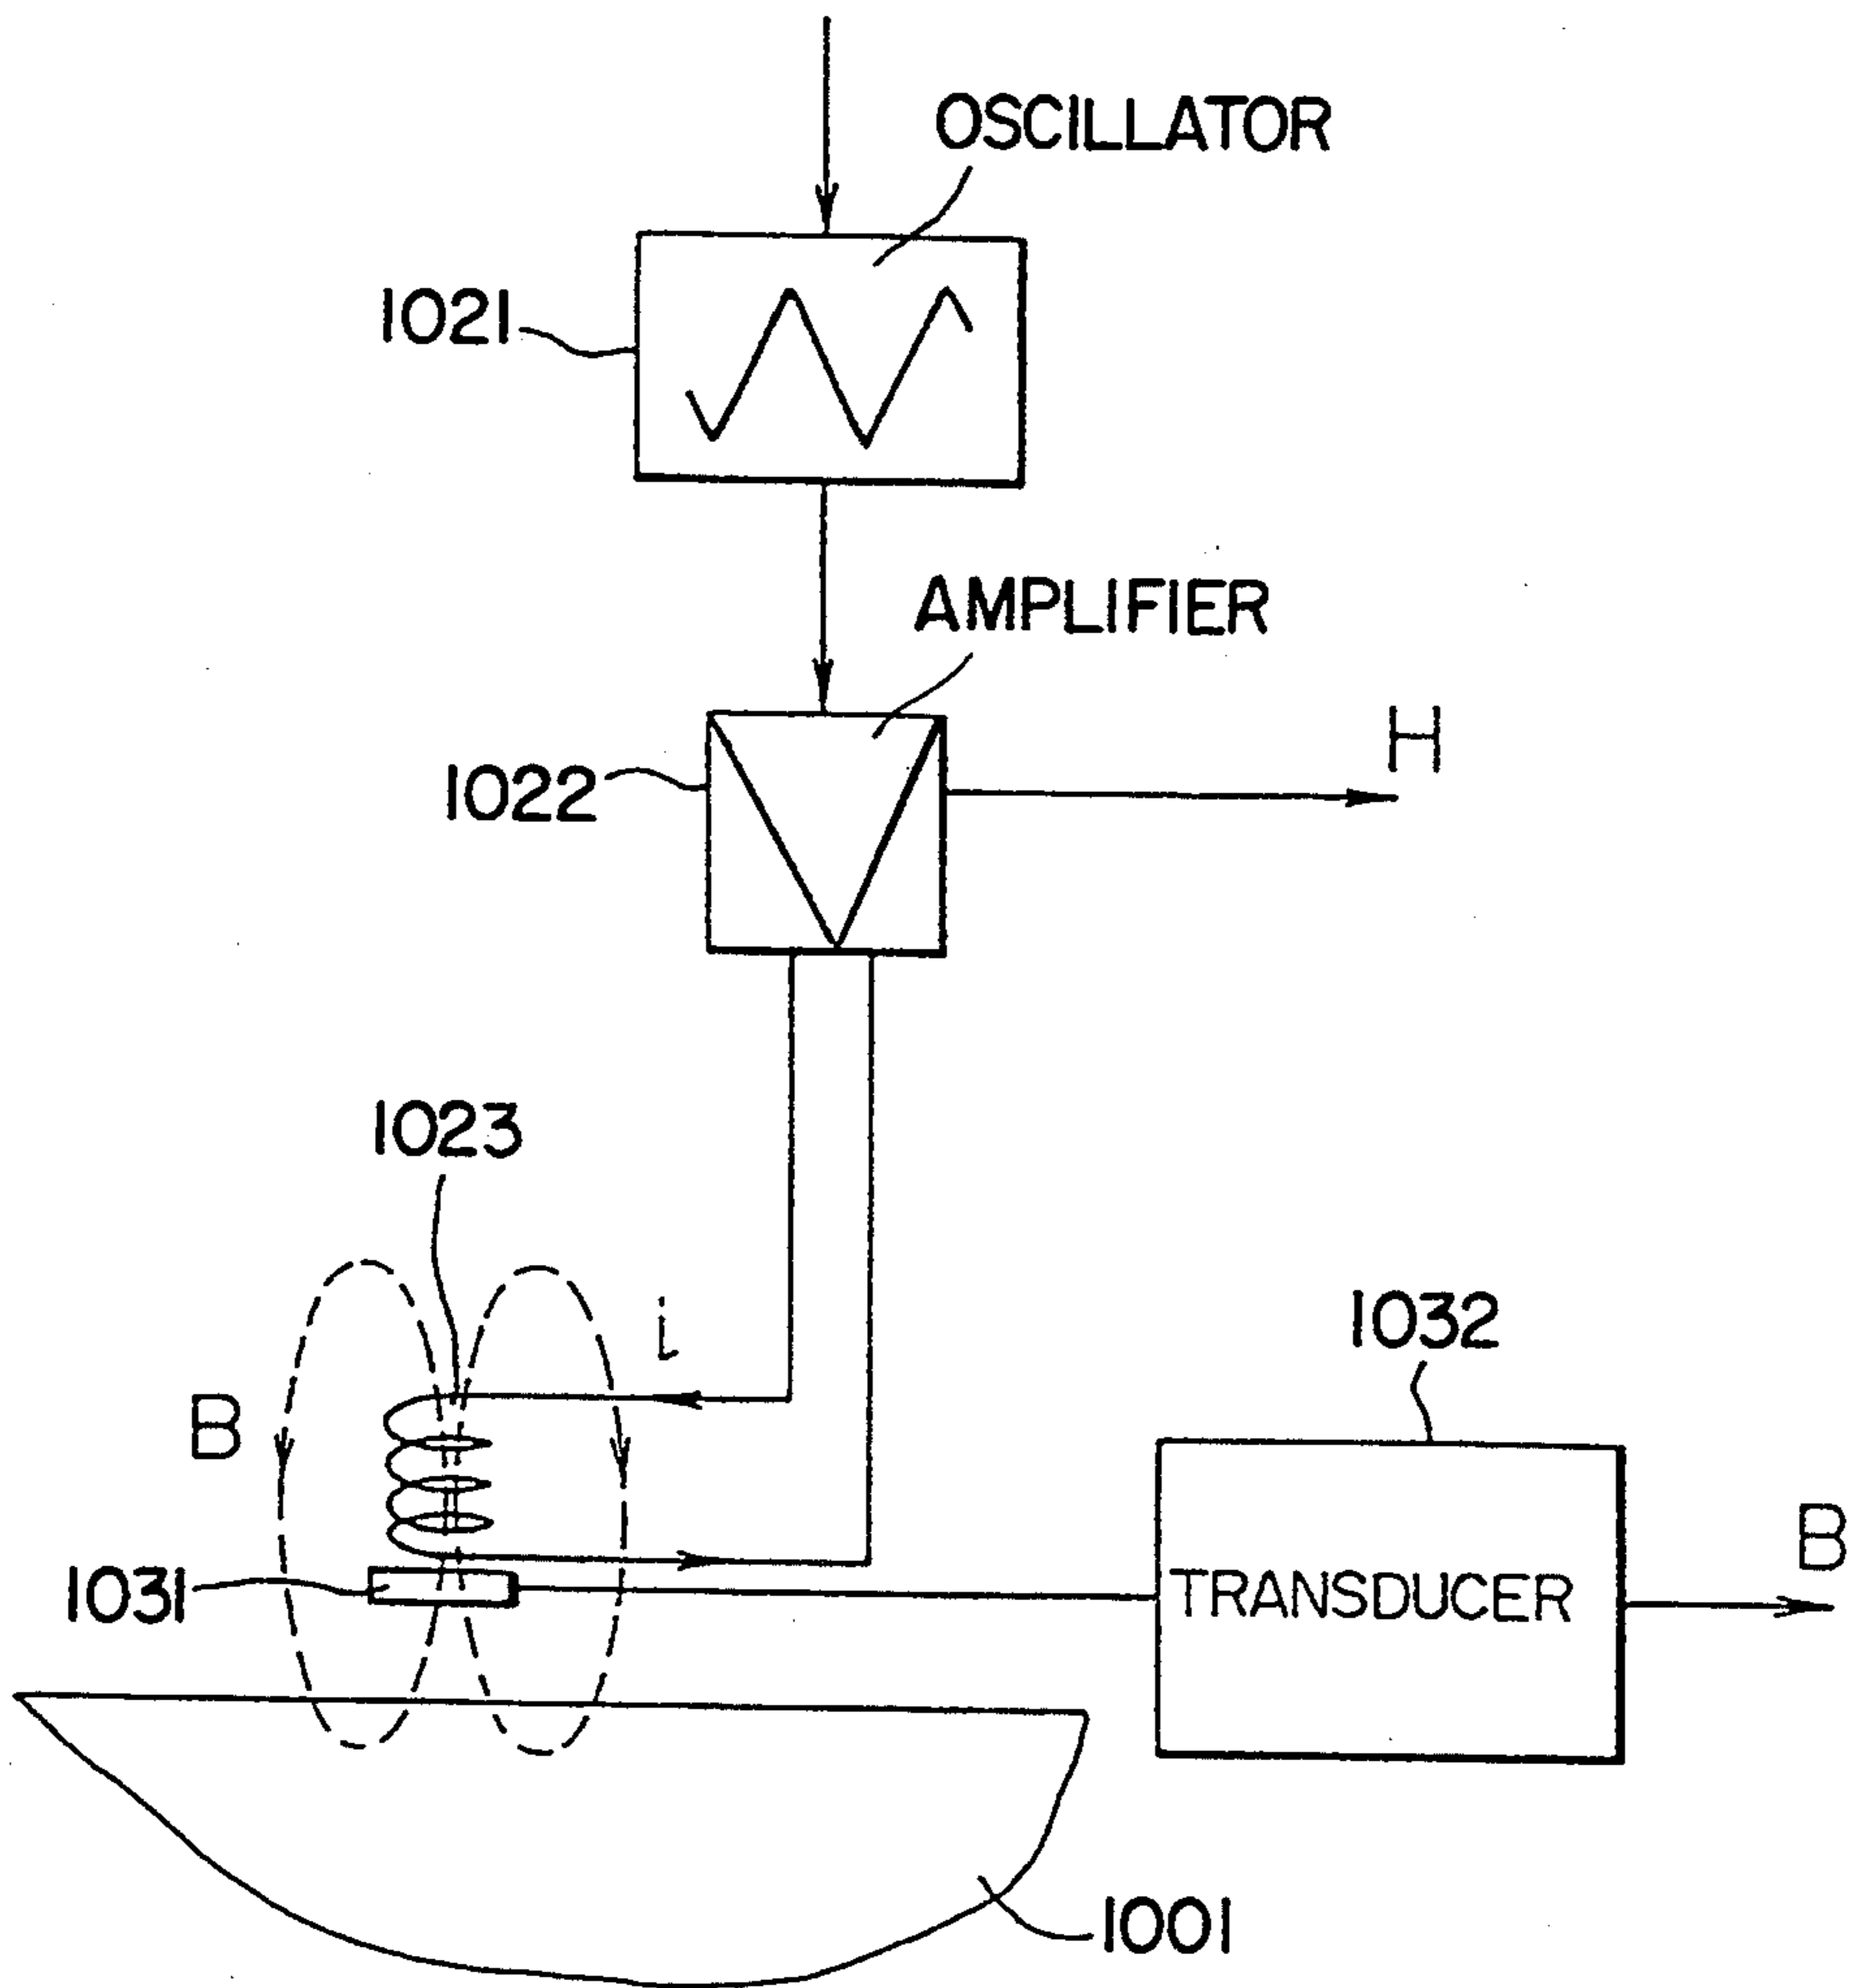 OSCILLATOR
1021
AMPLIFIER
H
1022
1023
i
1032
B
B
1031
TRANSDUCER
1001